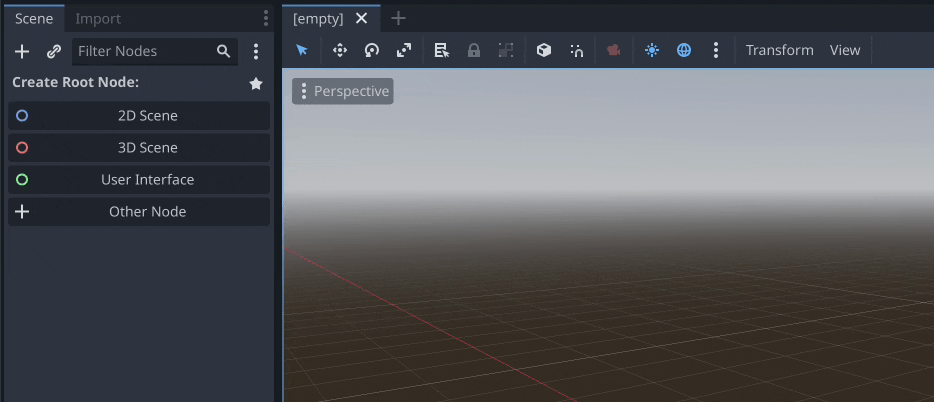 Scene Import
[empty]
Filter Nodes
Transform View
Create Root Node:
Perspective
2D Scene
3D Scene
User Interface
Other Node